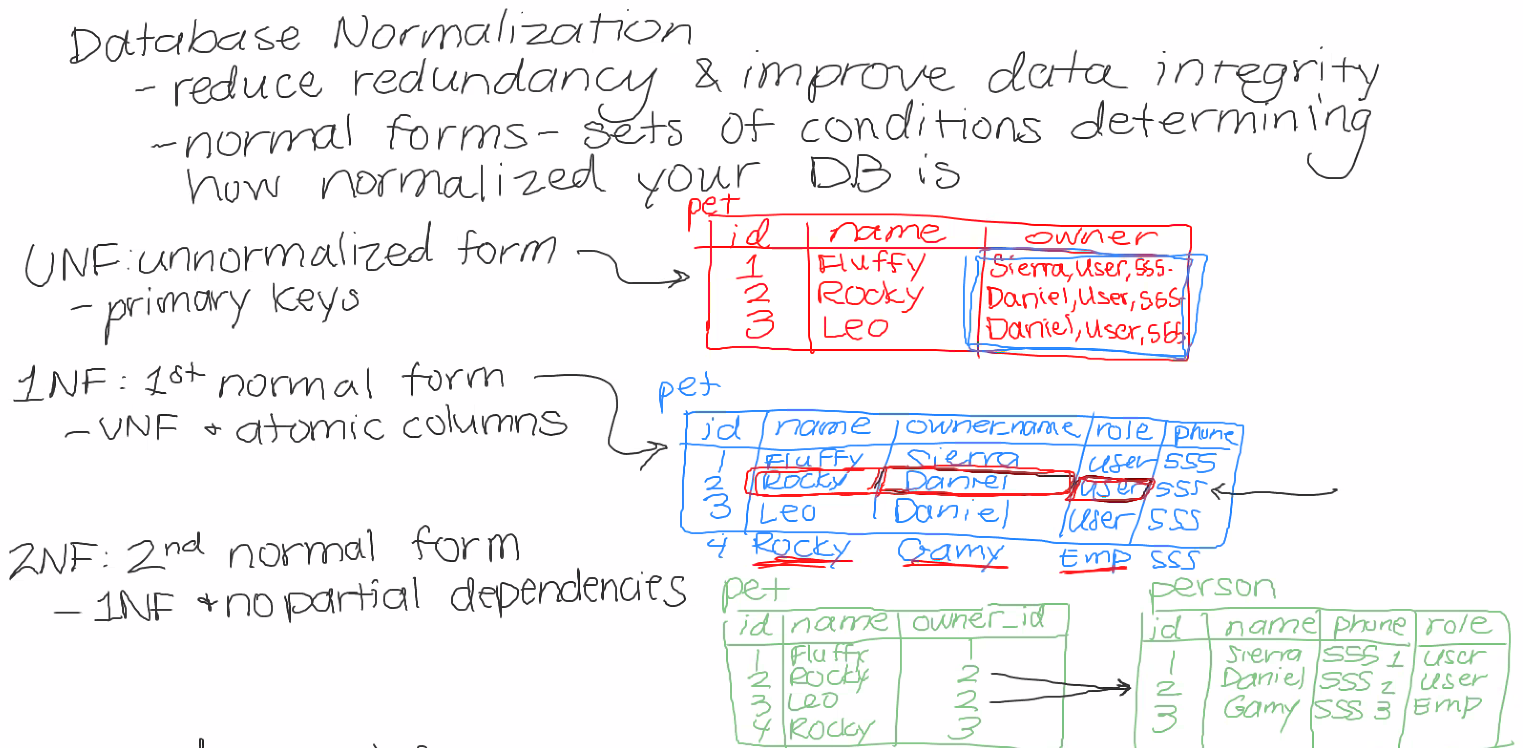 Database Normalization
- reduce redundancy & improve data integrity
- normal forms - sets of conditions determining
how normalized your DB is
UNF: unnormalized form
- primary keys
pet
id name owner
1 Fluffy Sierra, User, 555.
2 Rocky Daniel, User, 555
3 Leo Daniel, User, 555.
1NF: 1st normal form
- UNF + atomic columns
pet
id name owner_name role phone
1 Fluffy Sierra user 555
2 Rocky Daniel user 555
3 Leo Daniel user 555
4 Rocky Gamy Emp 555
2NF: 2nd normal form
- 1NF + no partial dependencies
pet
id name owner_id
1 Fluffy 1
2 Rocky 2
3 Leo 2
4 Rocky 3
person
id name phone role
1 Sierra 555 1 user
2 Daniel 555 2 user
3 Gamy 555 3 Emp